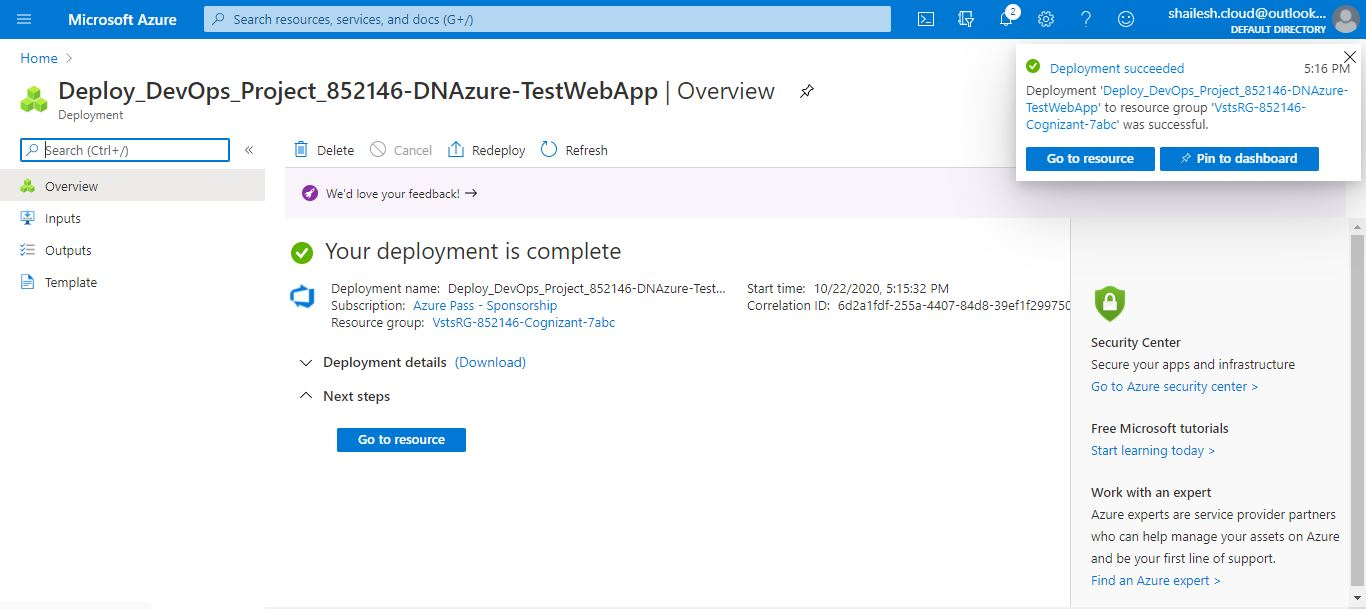 Microsoft Azure
Search resources, services, and docs (G+/)
2
shailesh.cloud@outlook...
DEFAULT DIRECTORY
Home
Deploy_DevOps_Project_852146-DNAzure-TestWebApp | Overview
Deployment
Search (Ctrl+/)
«
Delete
Cancel
Redeploy
Refresh
Overview
Inputs
Outputs
Template
We'd love your feedback! →
Your deployment is complete
Deployment name: Deploy_DevOps_Project_852146-DNAzure-Test...
Subscription: Azure Pass - Sponsorship
Resource group: VstsRG-852146-Cognizant-7abc
Start time: 10/22/2020, 5:15:32 PM
Correlation ID: 6d2a1fdf-255a-4407-84d8-39ef1f299750
Deployment details (Download)
Next steps
Go to resource
Deployment succeeded
5:16 PM
Deployment 'Deploy_DevOps_Project_852146-DNAzure-
TestWebApp' to resource group 'VstsRG-852146-
Cognizant-7abc' was successful.
Go to resource
Pin to dashboard
Security Center
Secure your apps and infrastructure
Go to Azure security center >
Free Microsoft tutorials
Start learning today >
Work with an expert
Azure experts are service provider partners
who can help manage your assets on Azure
and be your first line of support.
Find an Azure expert >